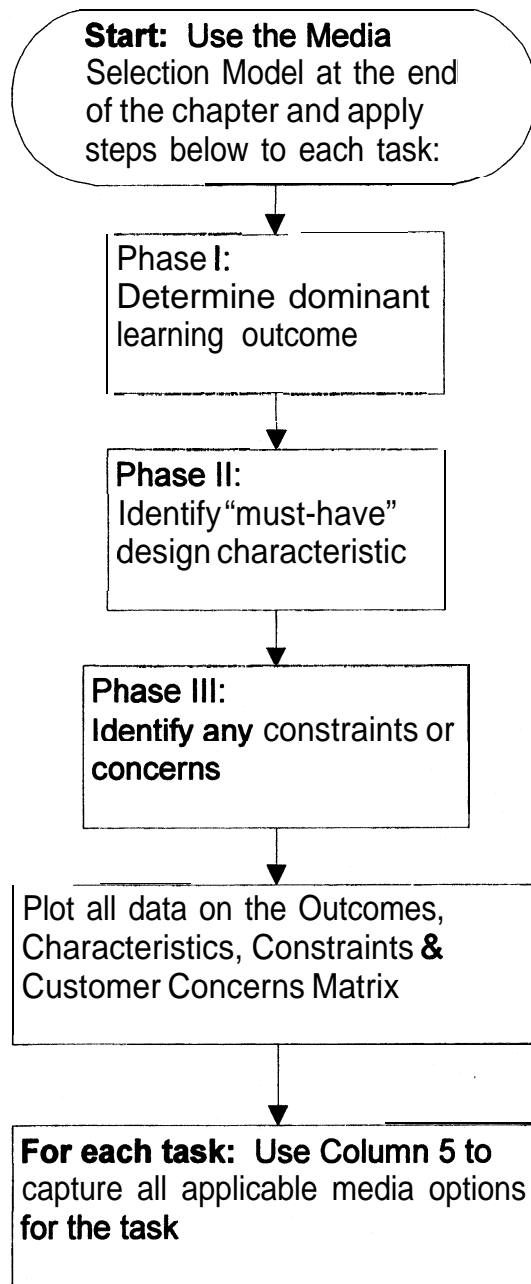 Start: Use the Media
Selection Model at the end
of the chapter and apply
steps below to each task:
Phase I:
Determine dominant
learning outcome
Phase II:
Identify “must-have”
design characteristic
Phase III:
Identify any constraints or
concerns
Plot all data on the Outcomes,
Characteristics, Constraints &
Customer Concerns Matrix
For each task: Use Column 5 to
capture all applicable media options
for the task